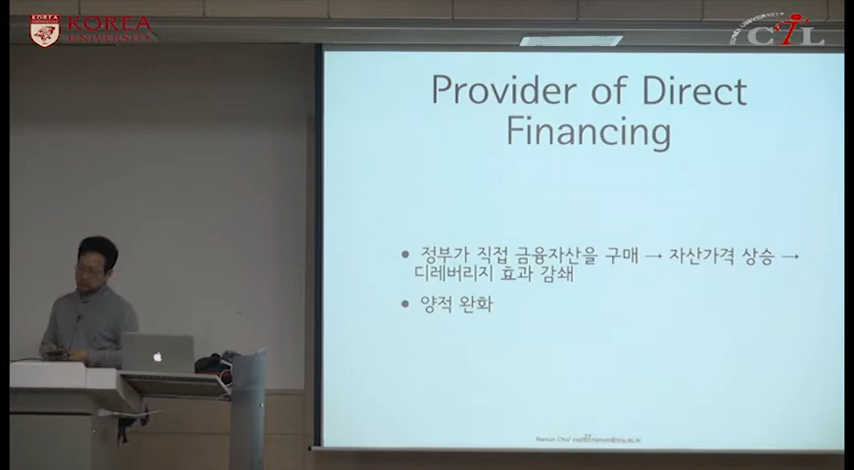 KOREA
UNIVERSITY
CTL
Provider of Direct
Financing
• 정부가 직접 금융자산을 구매 → 자산가격 상승 →
디레버리지 효과 감쇄
• 양적 완화
27